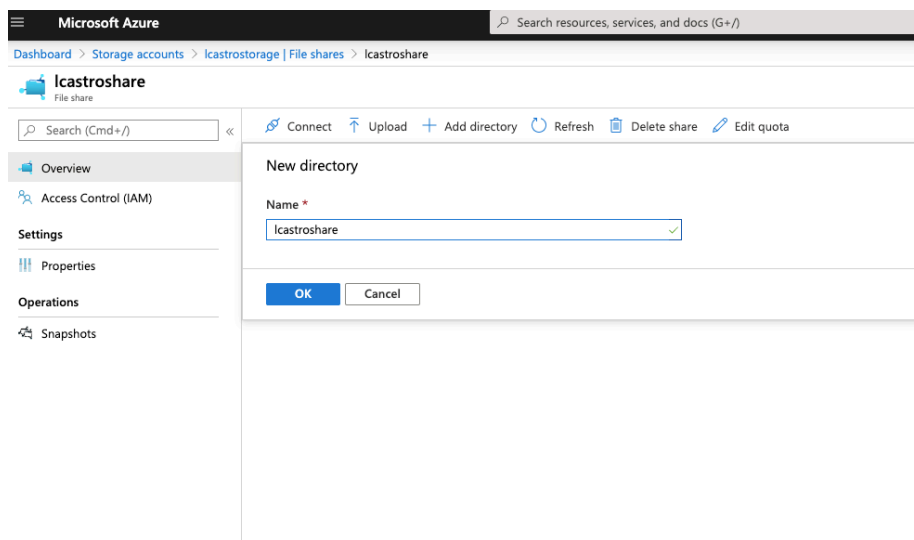 Microsoft Azure
Search resources, services, and docs (G+/)
Dashboard > Storage accounts > lcastrostorage | File shares > lcastroshare
lcastroshare
File share
Search (Cmd+/)
«
Connect Upload Add directory Refresh Delete share Edit quota
Overview
Access Control (IAM)
Settings
Properties
Operations
Snapshots
New directory
Name *
lcastroshare
OK Cancel